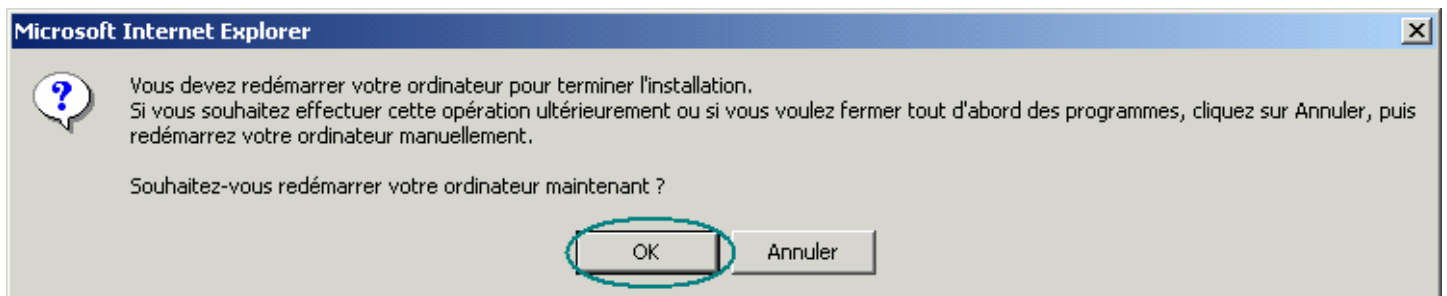 Microsoft Internet Explorer
Vous devez redémarrer votre ordinateur pour terminer l'installation.
Si vous souhaitez effectuer cette opération ultérieurement ou si vous voulez fermer tout d'abord des programmes, cliquez sur Annuler, puis
redémarrez votre ordinateur manuellement.
Souhaitez-vous redémarrer votre ordinateur maintenant ?
OK Annuler